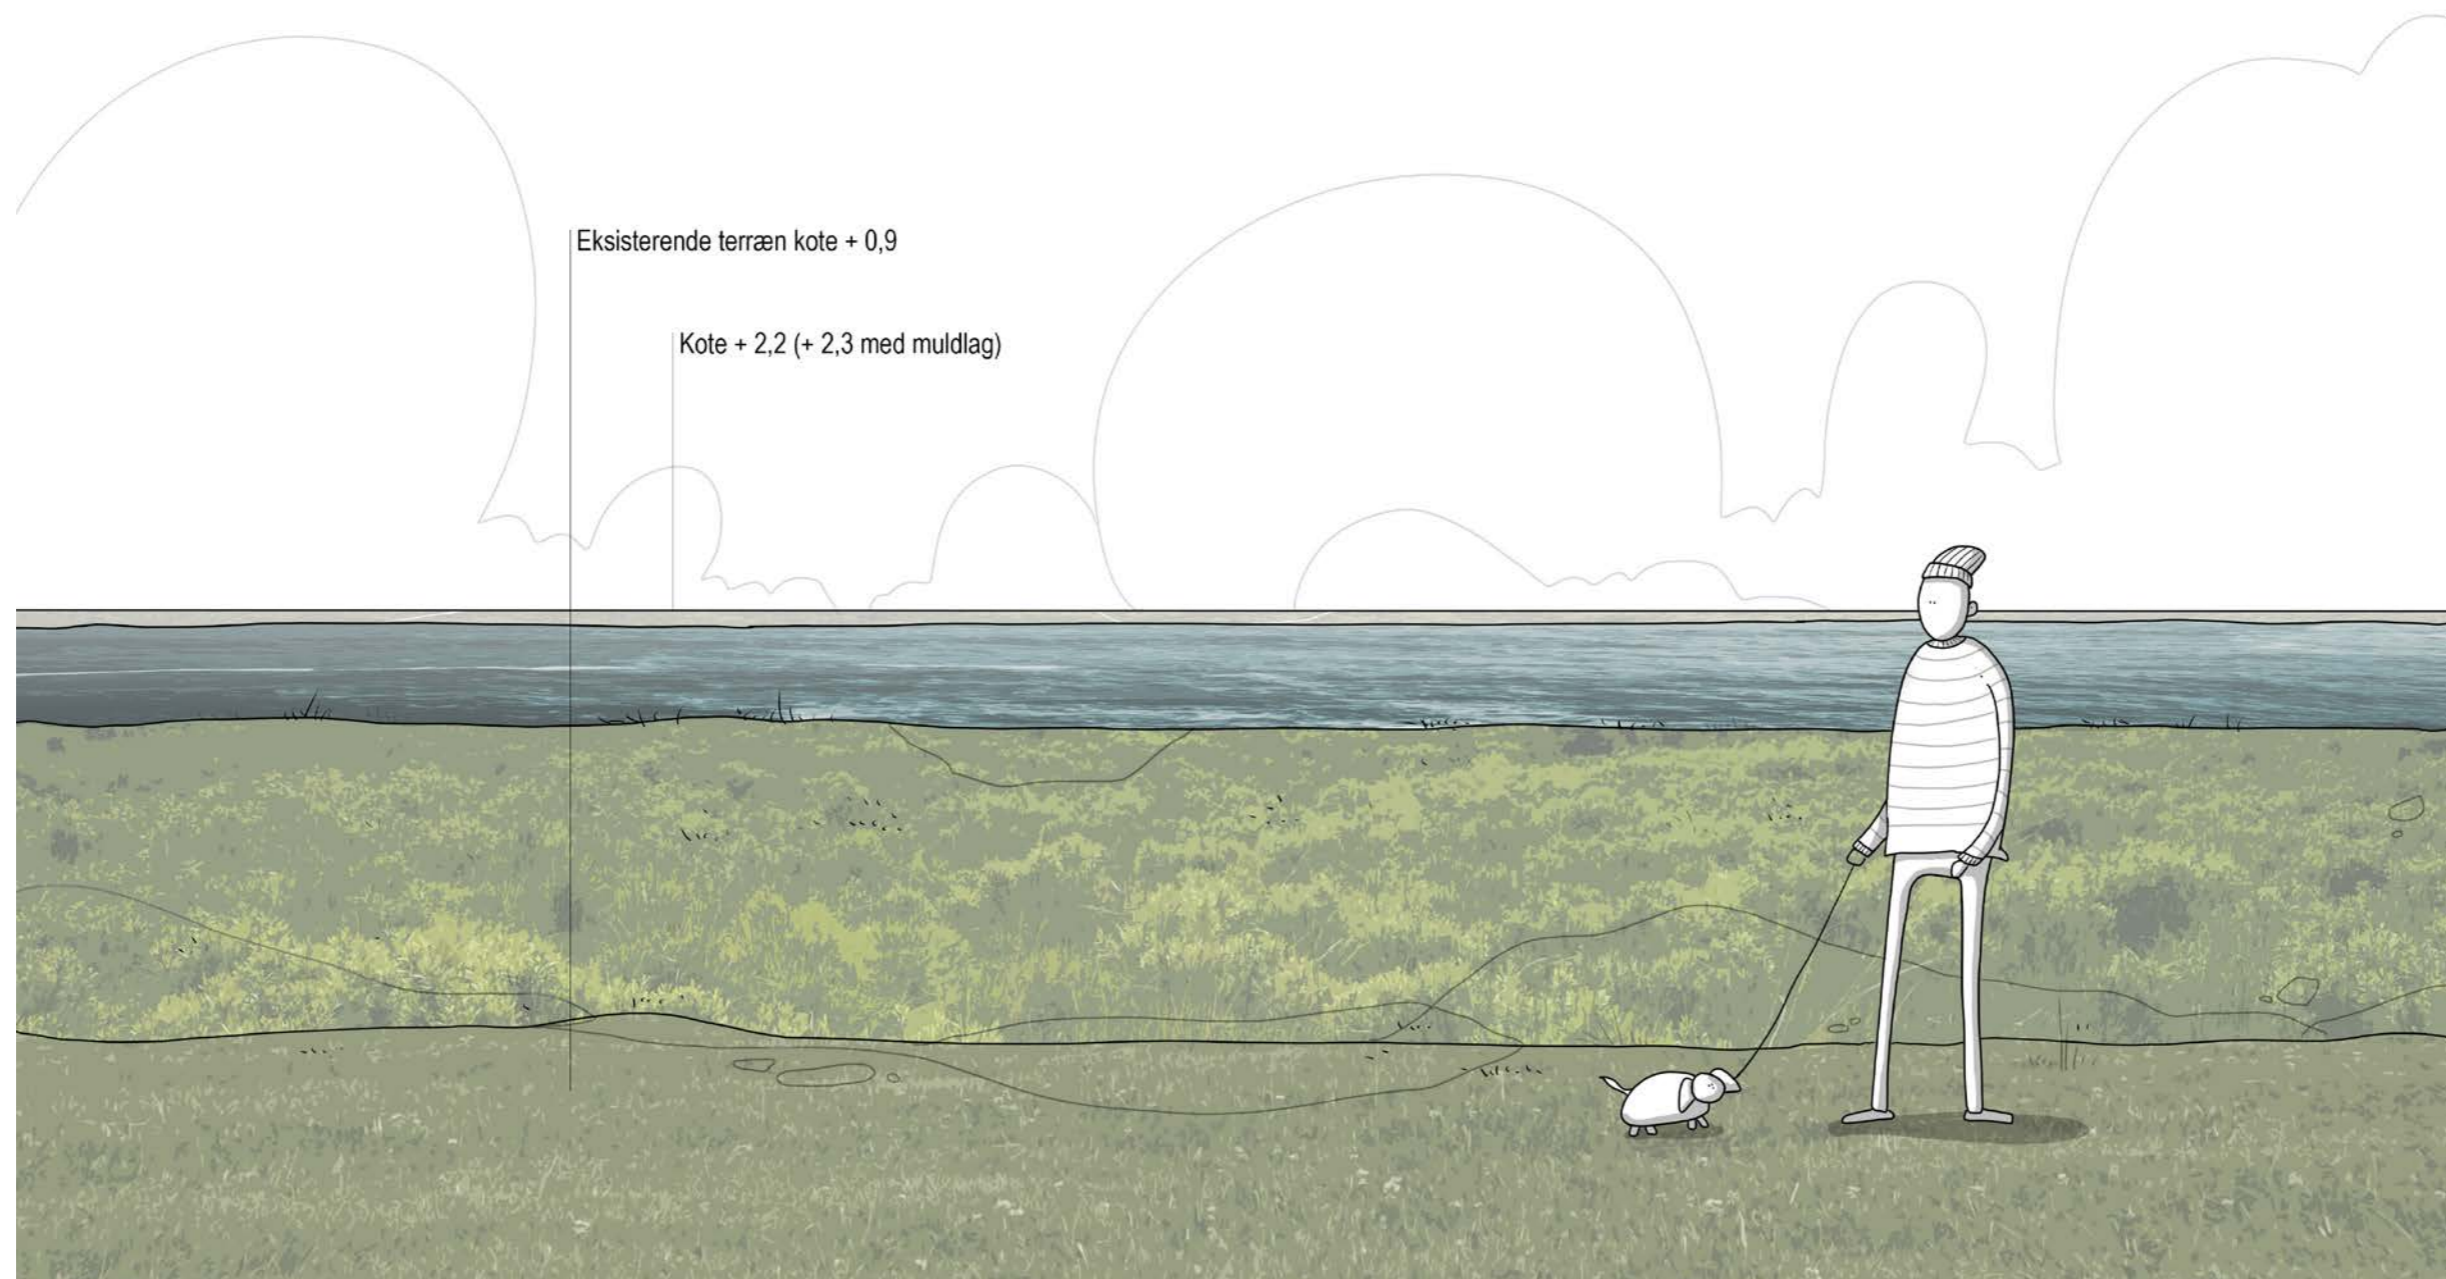 Eksisterende terræn kote + 0,9
Kote + 2,2 (+ 2,3 med muldlag)